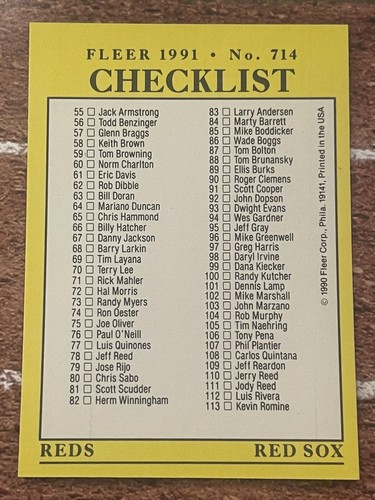 FLEER 1991 • No. 714
CHECKLIST
55 □ Jack Armstrong
56 □ Todd Benzinger
57 □ Glenn Braggs
58 □ Keith Brown
59 □ Tom Browning
60 □ Norm Charlton
61 □ Eric Davis
62 □ Rob Dibble
63 □ Bill Doran
64 □ Mariano Duncan
65 □ Chris Hammond
66 □ Billy Hatcher
67 □ Danny Jackson
68 □ Barry Larkin
69 □ Tim Layana
70 □ Terry Lee
71 □ Rick Mahler
72 □ Hal Morris
73 □ Randy Myers
74 □ Ron Oester
75 □ Joe Oliver
76 □ Paul O'Neill
77 □ Luis Quinones
78 □ Jeff Reed
79 □ Jose Rijo
80 □ Chris Sabo
81 □ Scott Scudder
82 □ Herm Winningham
83 □ Larry Andersen
84 □ Marty Barrett
85 □ Mike Boddicker
86 □ Wade Boggs
87 □ Tom Bolton
88 □ Tom Brunansky
89 □ Ellis Burks
90 □ Roger Clemens
91 □ Scott Cooper
92 □ John Dopson
93 □ Dwight Evans
94 □ Wes Gardner
95 □ Jeff Gray
96 □ Mike Greenwell
97 □ Greg Harris
98 □ Daryl Irvine
99 □ Dana Kiecker
100 □ Randy Kutcher
101 □ Dennis Lamp
102 □ Mike Marshall
103 □ John Marzano
104 □ Rob Murphy
105 □ Tim Naehring
106 □ Tony Pena
107 □ Phil Plantier
108 □ Carlos Quintana
109 □ Jeff Reardon
110 □ Jerry Reed
111 □ Jody Reed
112 □ Luis Rivera
113 □ Kevin Romine
© 1990 Fleer Corp., Phila. 19141, Printed in the USA
REDS
RED SOX